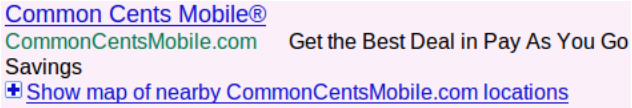 Common Cents Mobile®
CommonCentsMobile.com Get the Best Deal in Pay As You Go
Savings
Show map of nearby CommonCentsMobile.com locations